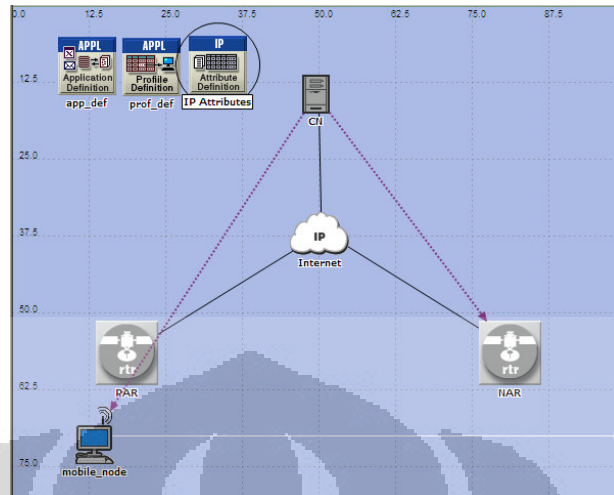 0.0 12.5 25.0 37.5 50.0 62.5 75.0 87.5
APPL APPL IP
Application Profile Attribute
Definition Definition Definition
app_def prof_def IP Attributes
12.5
CN
25.0
37.5
IP
Internet
50.0
rtr rtr
62.5
PAR NAR
mobile_node
75.0